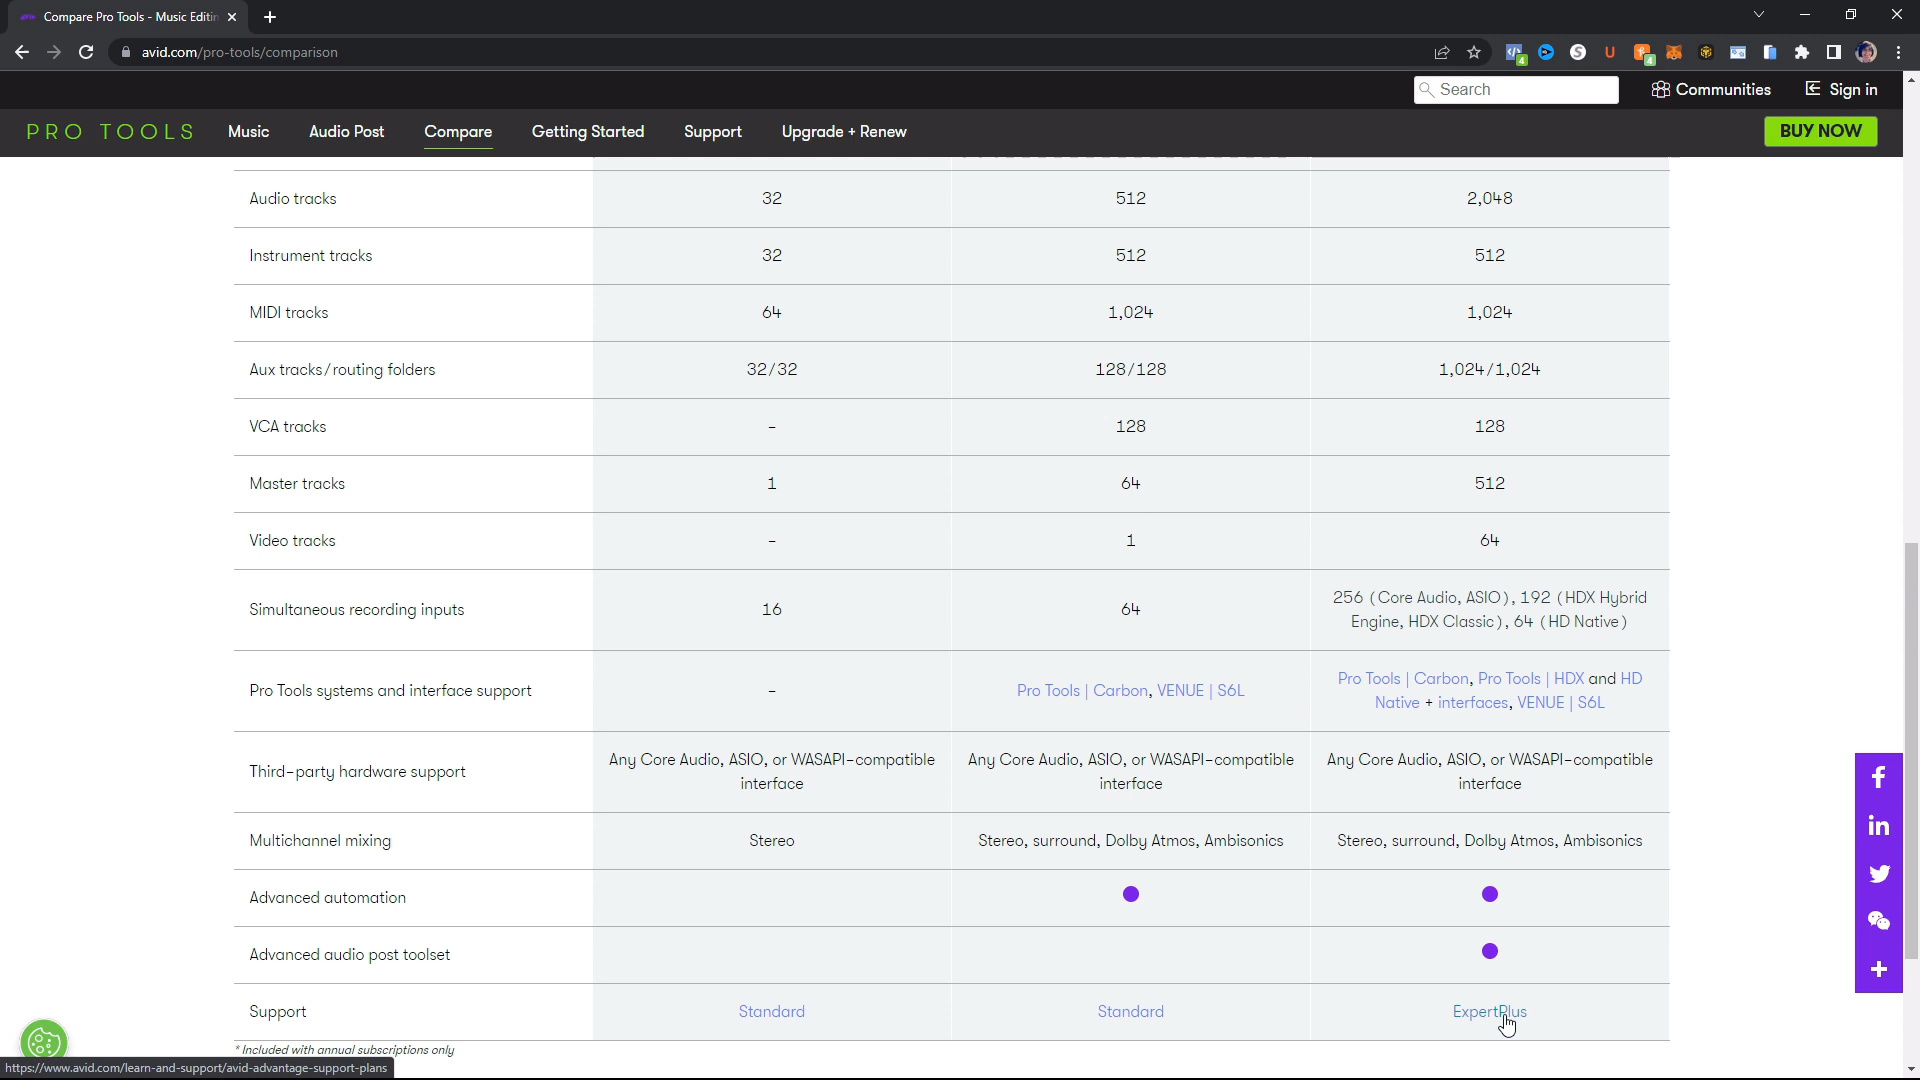 Compare Pro Tools - Music Editin
avid.com/pro-tools/comparison
4
4
Search
Communities
Sign in
PRO TOOLS
Music
Audio Post
Compare
Getting Started
Support
Upgrade + Renew
BUY NOW
Audio tracks
32
512
2,048
Instrument tracks
32
512
512
MIDI tracks
64
1,024
1,024
Aux tracks/routing folders
32/32
128/128
1,024/1,024
VCA tracks
-
128
128
Master tracks
1
64
512
Video tracks
-
1
64
Simultaneous recording inputs
16
64
256 (Core Audio, ASIO), 192 (HDX Hybrid
Engine, HDX Classic), 64 (HD Native)
Pro Tools systems and interface support
-
Pro Tools | Carbon, VENUE | S6L
Pro Tools | Carbon, Pro Tools | HDX and HD
Native + interfaces, VENUE | S6L
Third-party hardware support
Any Core Audio, ASIO, or WASAPI-compatible
interface
Any Core Audio, ASIO, or WASAPI-compatible
interface
Any Core Audio, ASIO, or WASAPI-compatible
interface
Multichannel mixing
Stereo
Stereo, surround, Dolby Atmos, Ambisonics
Stereo, surround, Dolby Atmos, Ambisonics
Advanced automation
Advanced audio post toolset
Support
Standard
Standard
ExpertPlus
* Included with annual subscriptions only
https://www.avid.com/learn-and-support/avid-advantage-support-plans